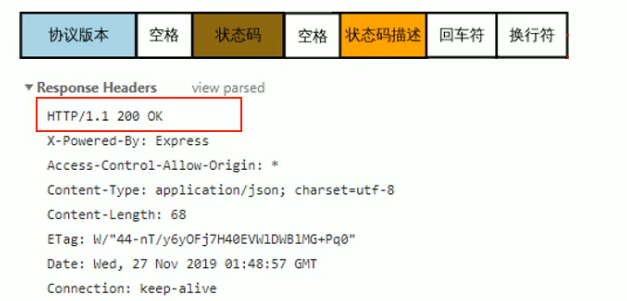 协议版本 空格 状态码 空格 状态码描述 回车符 换行符
Response Headers view parsed
HTTP/1.1 200 OK
X-Powered-By: Express
Access-Control-Allow-Origin: *
Content-Type: application/json; charset=utf-8
Content-Length: 68
ETag: W/"44-nT/y6yOFj7H40EVWlDWBlMG+Pq0"
Date: Wed, 27 Nov 2019 01:48:57 GMT
Connection: keep-alive